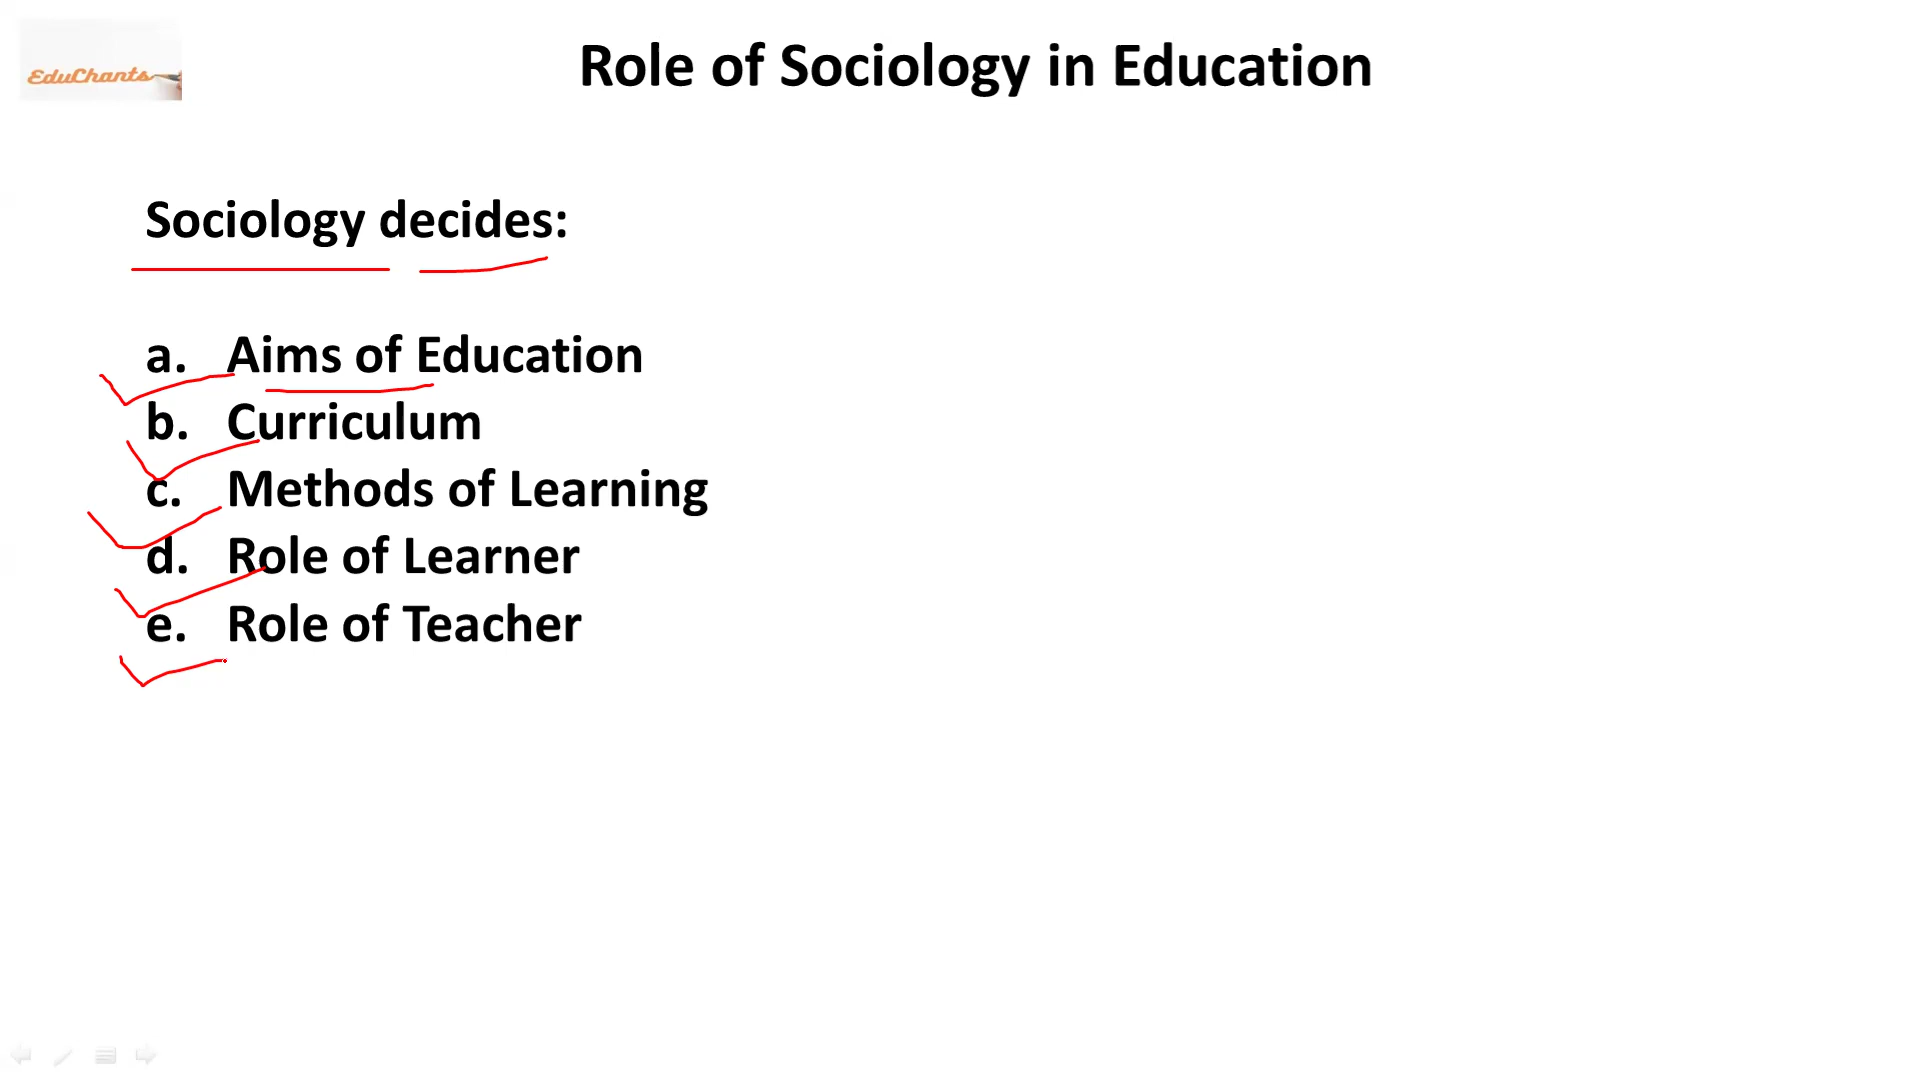 EduChants
Role of Sociology in Education
Sociology decides:
a. Aims of Education
b. Curriculum
c. Methods of Learning
d. Role of Learner
e. Role of Teacher